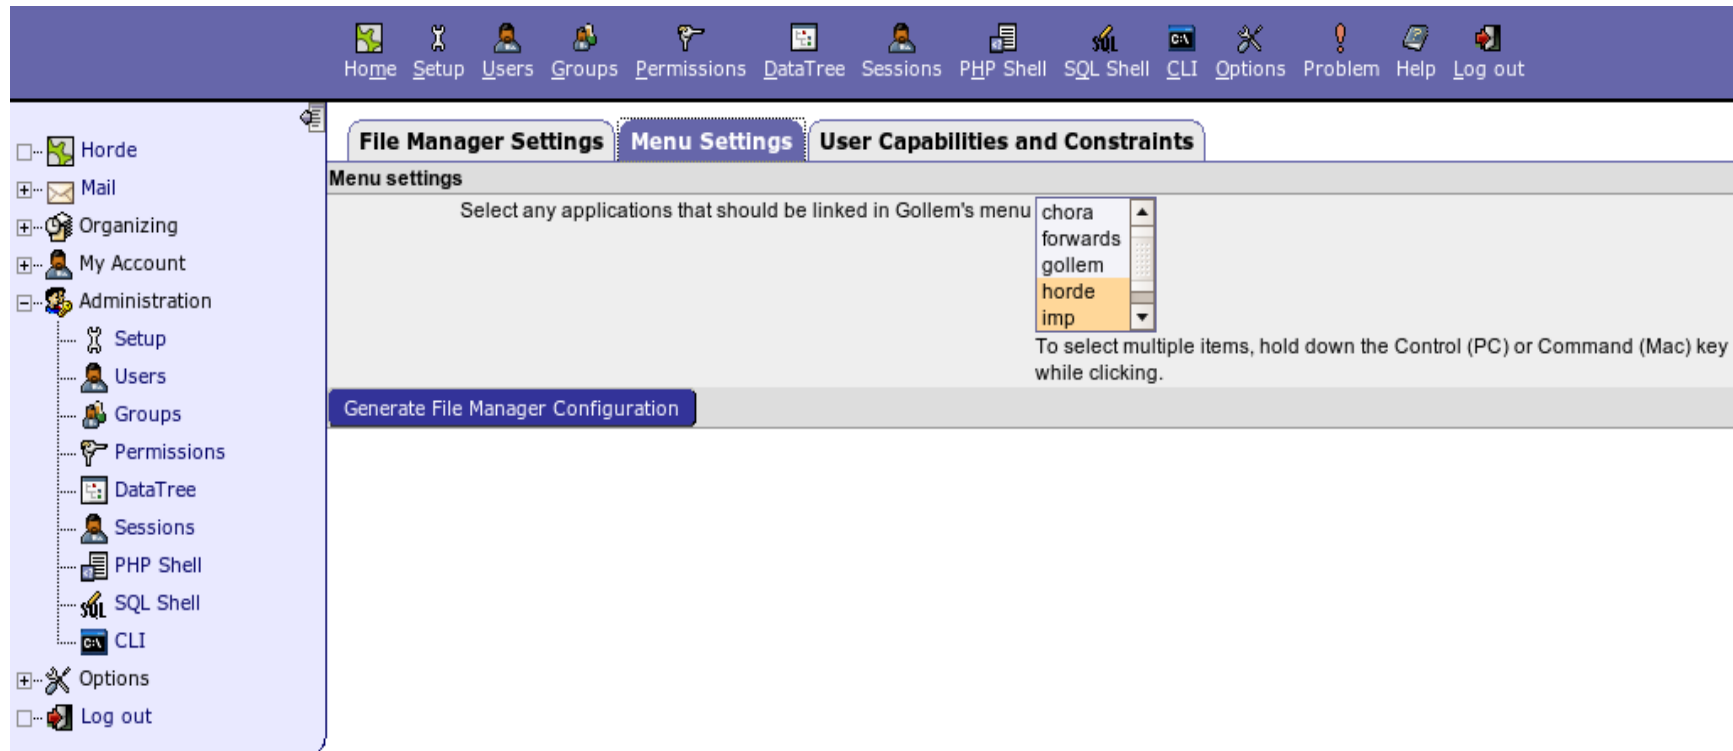 Home Setup Users Groups Permissions DataTree Sessions PHP Shell SQL Shell CLI Options Problem Help Log out
Horde
Mail
Organizing
My Account
Administration
Setup
Users
Groups
Permissions
DataTree
Sessions
PHP Shell
SQL Shell
CLI
Options
Log out
File Manager Settings Menu Settings User Capabilities and Constraints
Menu settings
Select any applications that should be linked in Gollem's menu
chora
forwards
gollem
horde
imp
To select multiple items, hold down the Control (PC) or Command (Mac) key
while clicking.
Generate File Manager Configuration